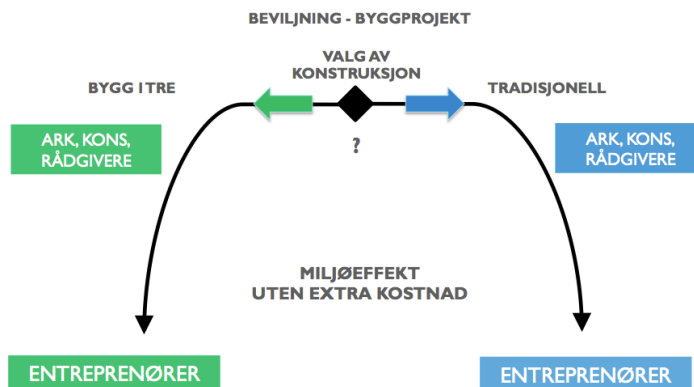 BEVILJNING - BYGGPROJEKT
VALG AV
KONSTRUKSJON
BYGG I TRE
TRADISJONELL
ARK, KONS,
RÅDGIVERE
?
ARK, KONS,
RÅDGIVERE
MILJØEFFEKT
UTEN EXTRA KOSTNAD
ENTREPRENØRER
ENTREPRENØRER